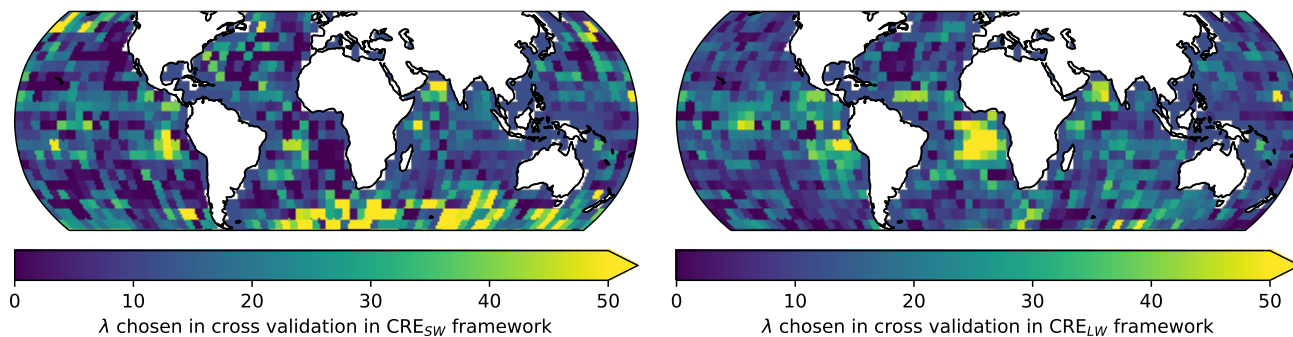 0 10 20 30 40 50
λ chosen in cross validation in CRE_SW framework
0 10 20 30 40 50
λ chosen in cross validation in CRE_LW framework